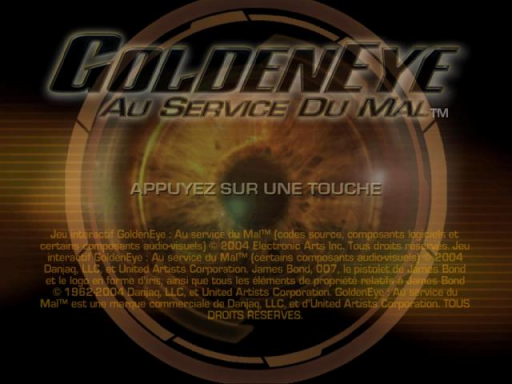 GOLDENEYE
AU SERVICE DU MAL™
APPUYEZ SUR UNE TOUCHE
Jeu interactif GoldenEye : Au service du Mal™ (codes source, composants logiciels et
certains composants audio-visuels) © 2004 Electronic Arts Inc. Tous droits réservés. Jeu
interactif GoldenEye : Au service du Mal™ (certains composants audio-visuels) © 2004
Danjaq, LLC, et United Artists Corporation. James Bond, 007, le pistolet de James Bond
et le logo en forme d'iris, ainsi que tous les éléments de propriété relatifs à James Bond
© 1962-2004 Danjaq, LLC, et United Artists Corporation. GoldenEye : Au service du
Mal™ est une marque commerciale de Danjaq, LLC, et d'United Artists Corporation. TOUS
DROITS RESERVES.